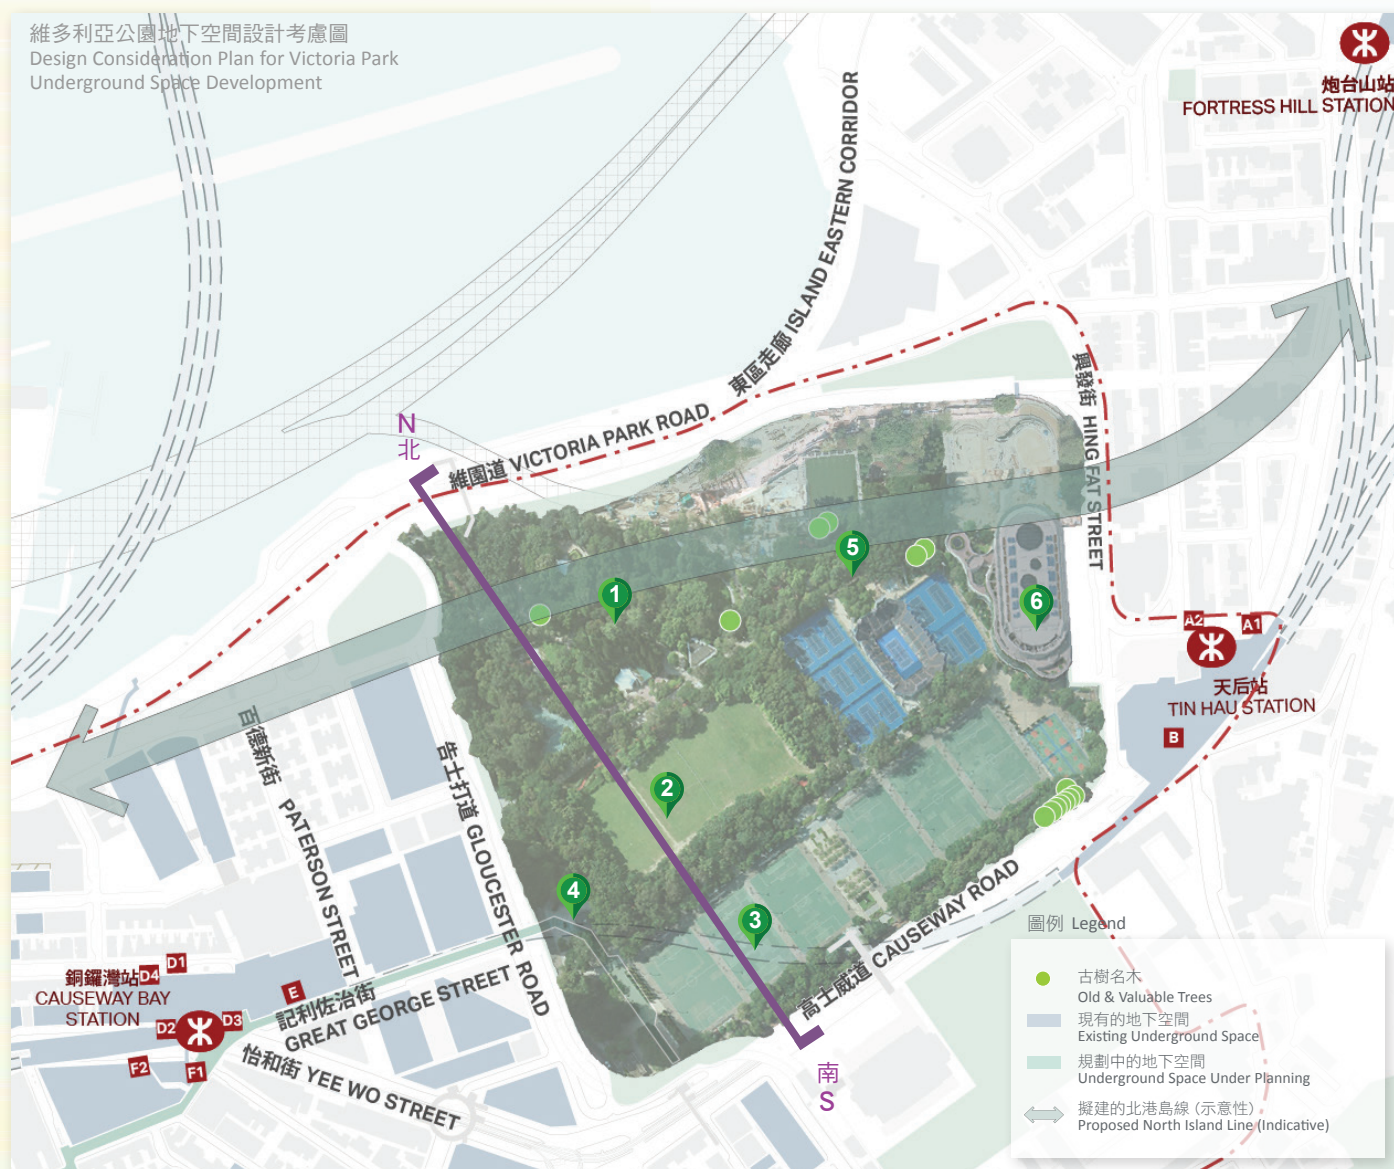 維多利亞公園地下空間設計考慮圖
Design Consideration Plan for Victoria Park
Underground Space Development
炮台山站
FORTRESS HILL STATION
東區走廊 ISLAND EASTERN CORRIDOR
興發街 HING FAT STREET
N
北
維園道 VICTORIA PARK ROAD
5
1
6
A2
A1
天后站
TIN HAU STATION
B
百德新街 PATERSON STREET
告士打道 GLOUCESTER ROAD
2
4
3
高士威道 CAUSEWAY ROAD
銅鑼灣站
CAUSEWAY BAY
STATION
D4
D1
E
D2
D3
F2
F1
記利佐治街
GREAT GEORGE STREET
怡和街 YEE WO STREET
南
S
圖例 Legend
古樹名木
Old & Valuable Trees
現有的地下空間
Existing Underground Space
規劃中的地下空間
Underground Space Under Planning
擬建的北港島線 (示意性)
Proposed North Island Line (Indicative)